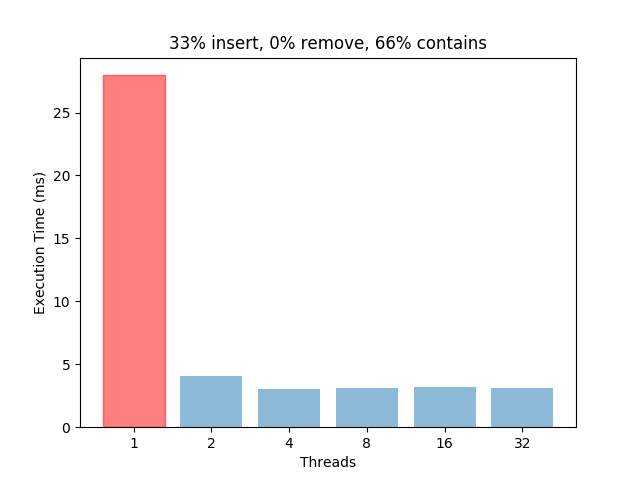 33% insert, 0% remove, 66% contains
Execution Time (ms)
25
20
15
10
5
0
1 2 4 8 16 32
Threads